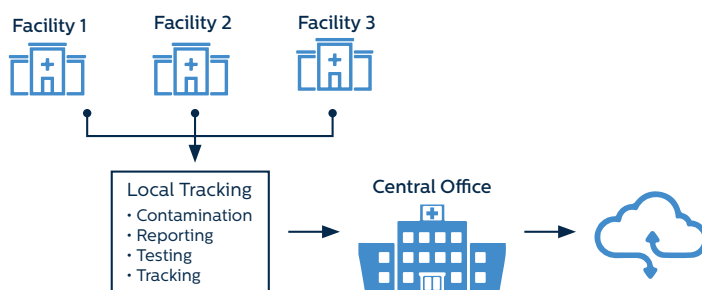 Facility 1
Facility 2
Facility 3
Local Tracking
• Contamination
• Reporting
• Testing
• Tracking
Central Office